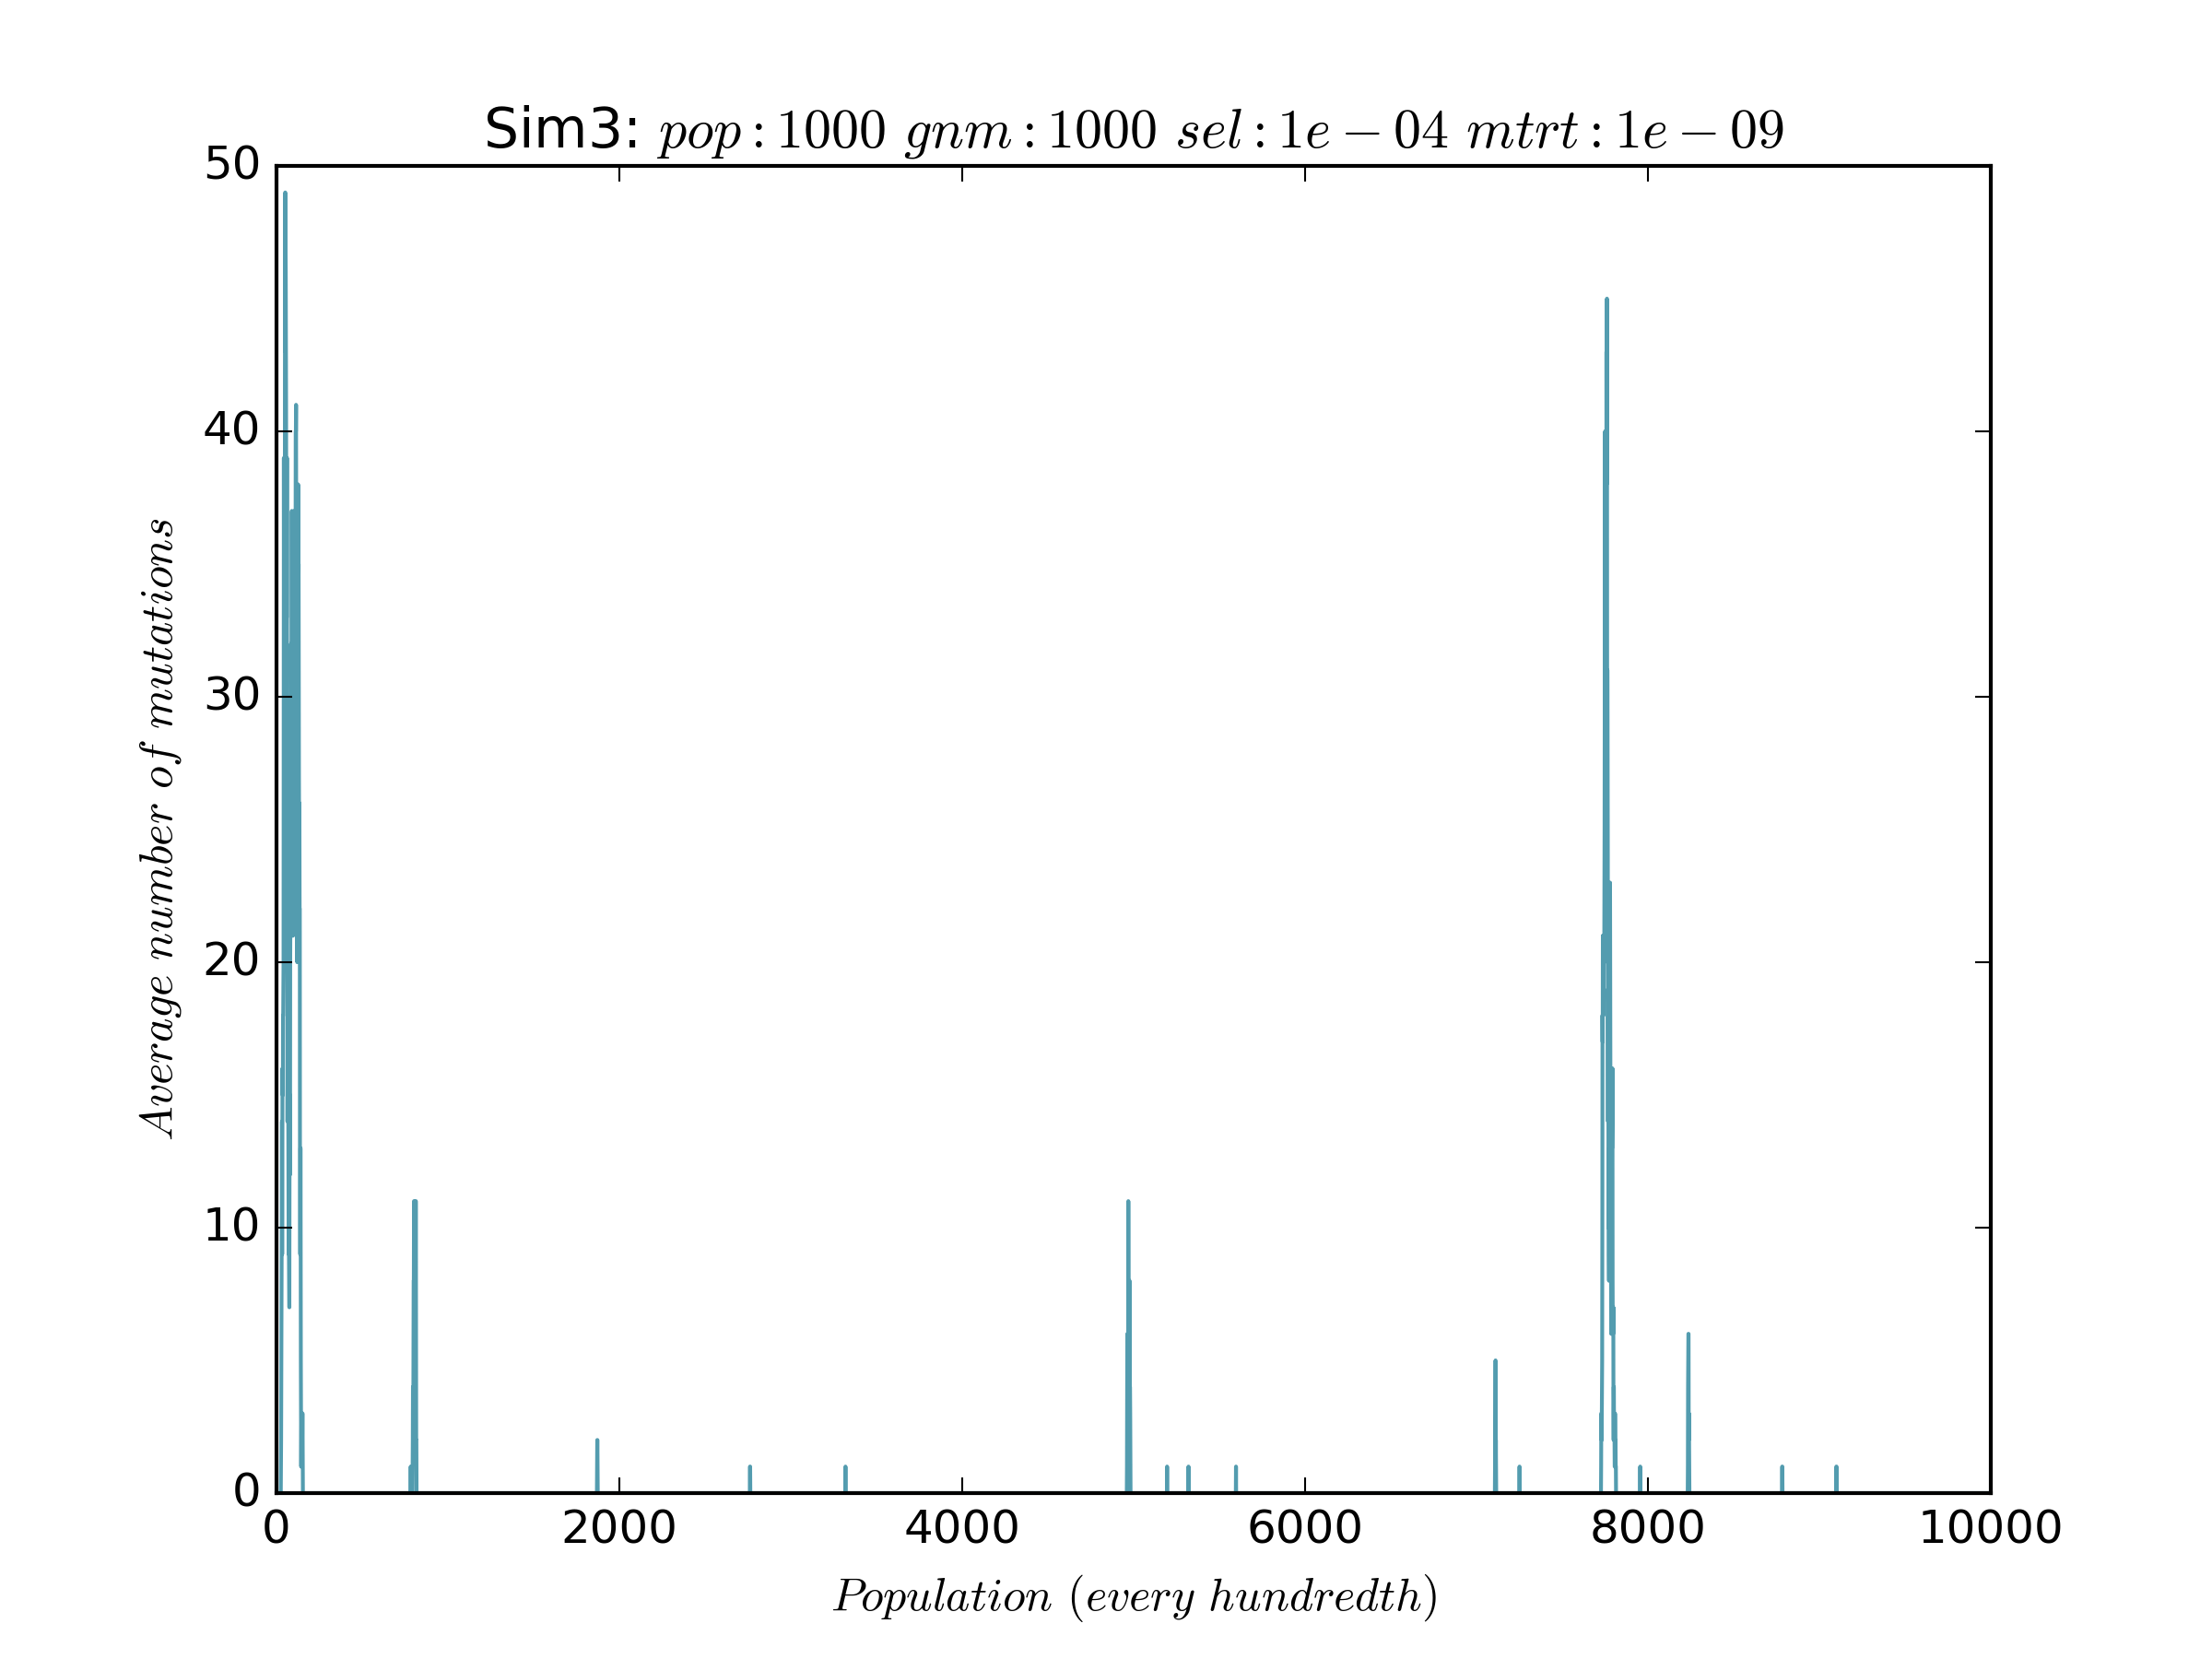 Sim3: pop : 1000 gnm : 1000 sel : 1e − 04 mtrt : 1e − 09
50
40
30
20
10
0
Average number of mutations
0 2000 4000 6000 8000 10000
Population (every hundredth)